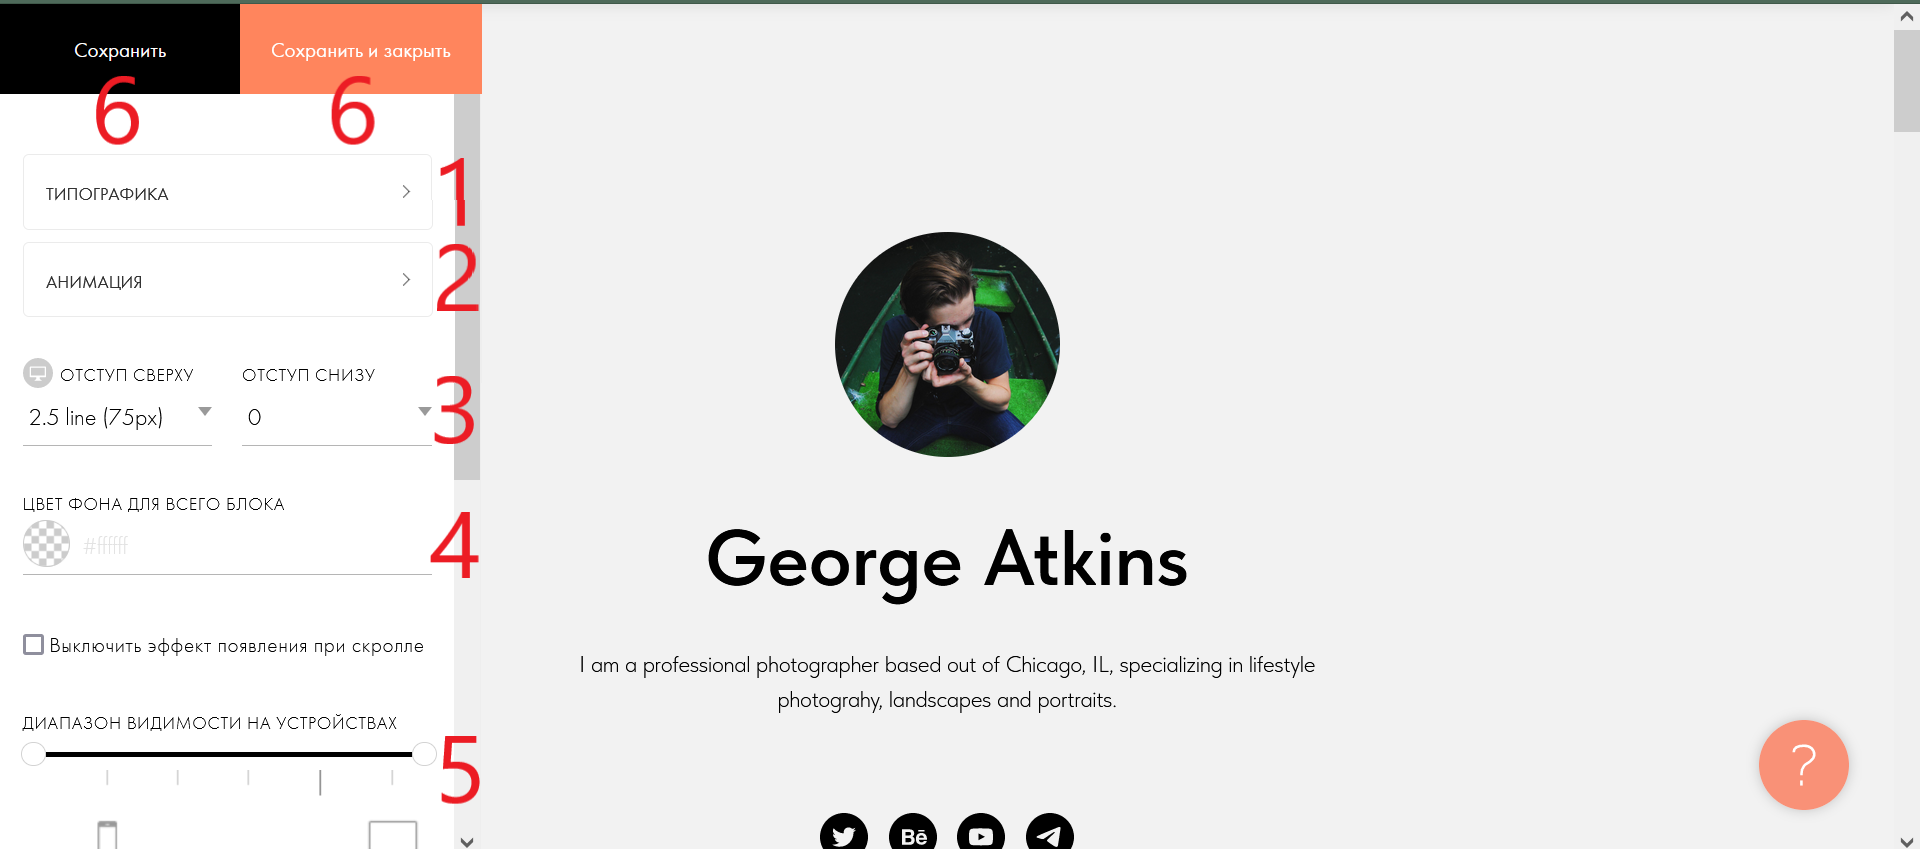 Сохранить
Сохранить и закрыть
6
6
ТИПОГРАФИКА
1
АНИМАЦИЯ
2
ОТСТУП СВЕРХУ
ОТСТУП СНИЗУ
2.5 line (75px)
0
3
ЦВЕТ ФОНА ДЛЯ ВСЕГО БЛОКА
#ffffff
4
Выключить эффект появления при скролле
ДИАПАЗОН ВИДИМОСТИ НА УСТРОЙСТВАХ
5
George Atkins
I am a professional photographer based out of Chicago, IL, specializing in lifestyle
photograhy, landscapes and portraits.
Bē
?